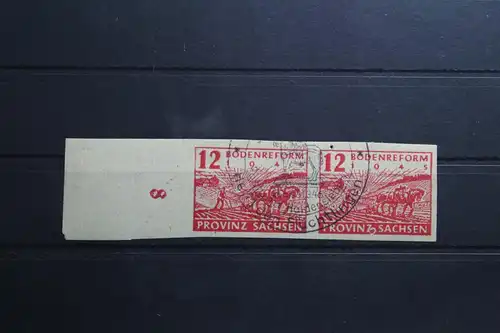 8
12 BODENREFORM
1945
PROVINZ SACHSEN
12 BODENREFORM
1945
PROVINZ SACHSEN